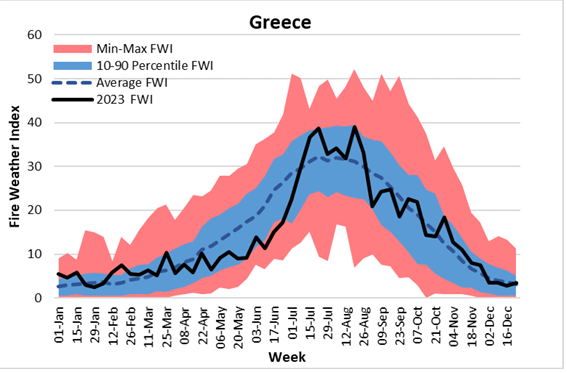 Greece
60
50
40
30
20
10
0
Fire Weather Index
Min-Max FWI
10-90 Percentile FWI
Average FWI
2023 FWI
01-Jan
15-Jan
29-Jan
12-Feb
26-Feb
11-Mar
25-Mar
08-Apr
22-Apr
06-May
20-May
03-Jun
17-Jun
01-Jul
15-Jul
29-Jul
12-Aug
26-Aug
09-Sep
23-Sep
07-Oct
21-Oct
04-Nov
18-Nov
02-Dec
16-Dec
Week